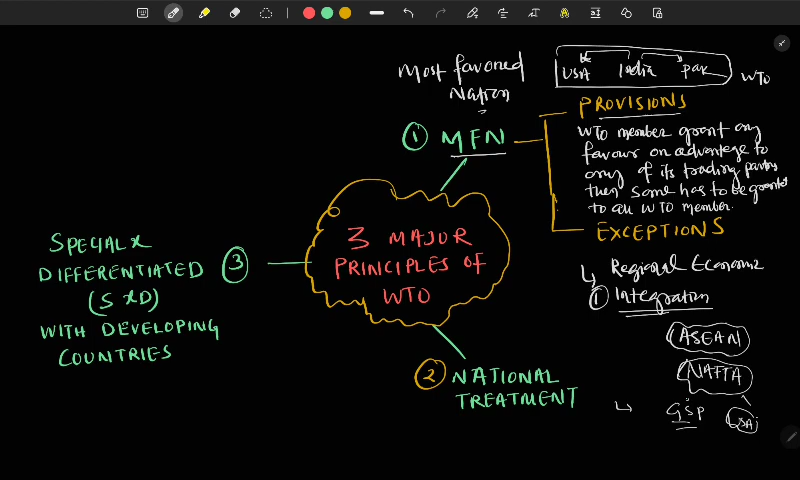 Most favored
Nation
① MFN
USA India Pak
WTO
PROVISIONS
WTO member grant any
favour or advantage to
any of its trading partner
then same has to be granted
to all WTO member.
EXCEPTIONS
↳ Regional Economic
① Integration
ASEAN
NAFTA
↳ GSP
3 MAJOR
PRINCIPLES OF
WTO
② NATIONAL
TREATMENT
SPECIAL &
DIFFERENTIATED ③
(S&D)
WITH DEVELOPING
COUNTRIES